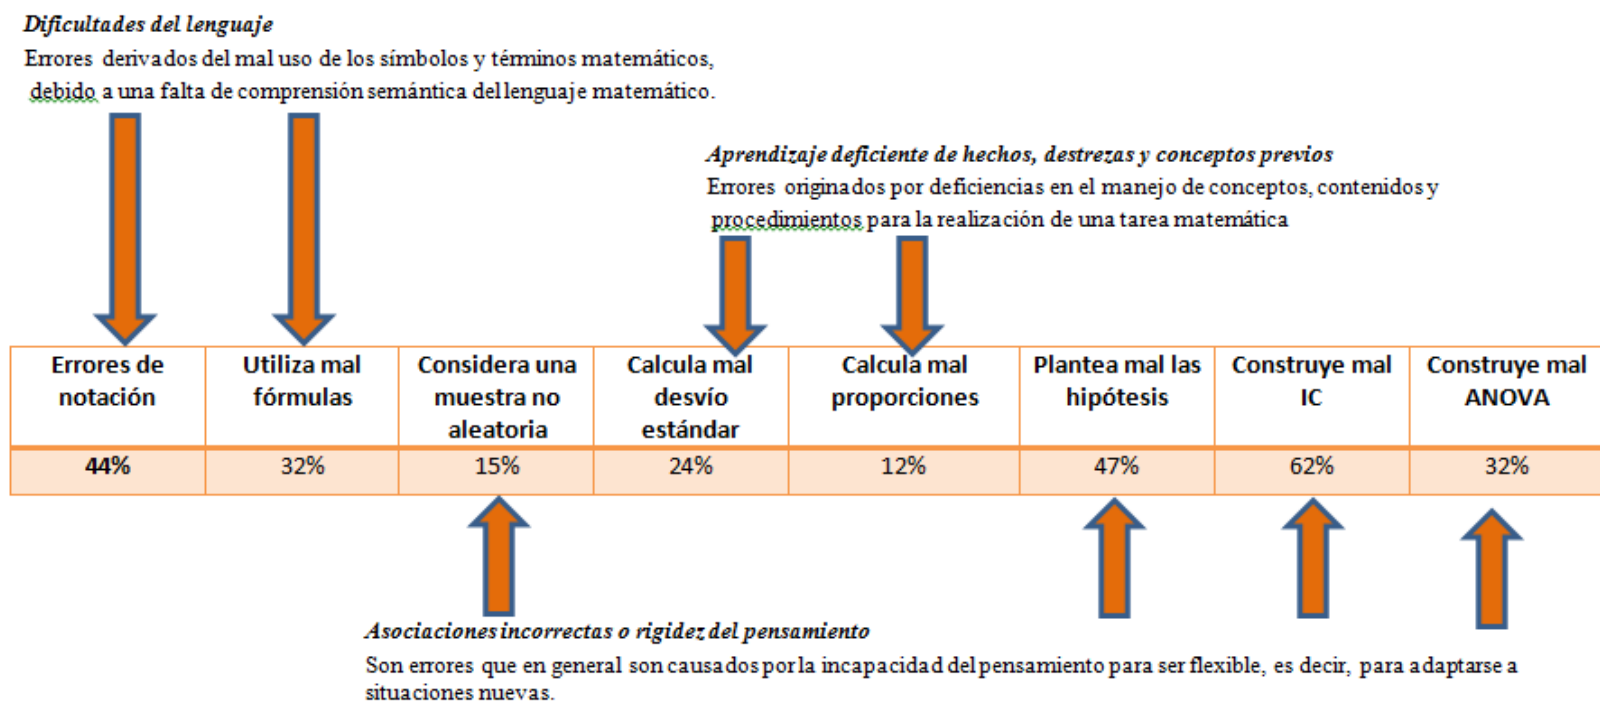 Dificultades del lenguaje
Errores derivados del mal uso de los símbolos y términos matemáticos,
debido a una falta de comprensión semántica del lenguaje matemático.
Aprendizaje deficiente de hechos, destrezas y conceptos previos
Errores originados por deficiencias en el manejo de conceptos, contenidos y
procedimientos para la realización de una tarea matemática
Errores de
notación
Utiliza mal
fórmulas
Considera una
muestra no
aleatoria
Calcula mal
desvío
estándar
Calcula mal
proporciones
Plantea mal las
hipótesis
Construye mal
IC
Construye mal
ANOVA
44%
32%
15%
24%
12%
47%
62%
32%
Asociaciones incorrectas o rigidez del pensamiento
Son errores que en general son causados por la incapacidad del pensamiento para ser flexible, es decir, para adaptarse a
situaciones nuevas.